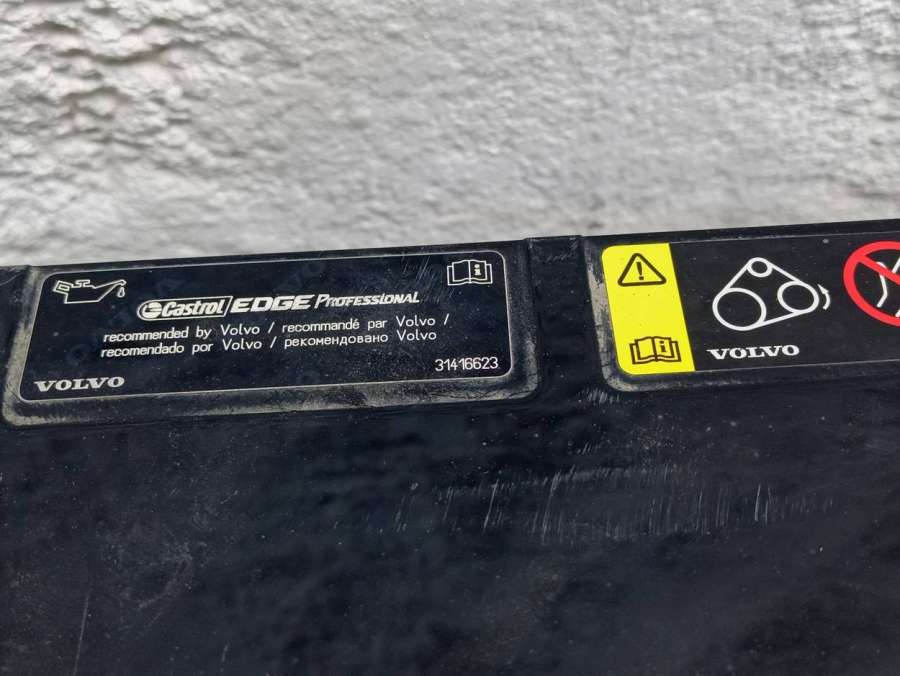 Castrol EDGE PROFESSIONAL
recommended by Volvo / recommandé par Volvo /
recomendado por Volvo / рекомендовано Volvo
31416623
VOLVO
VOLVO